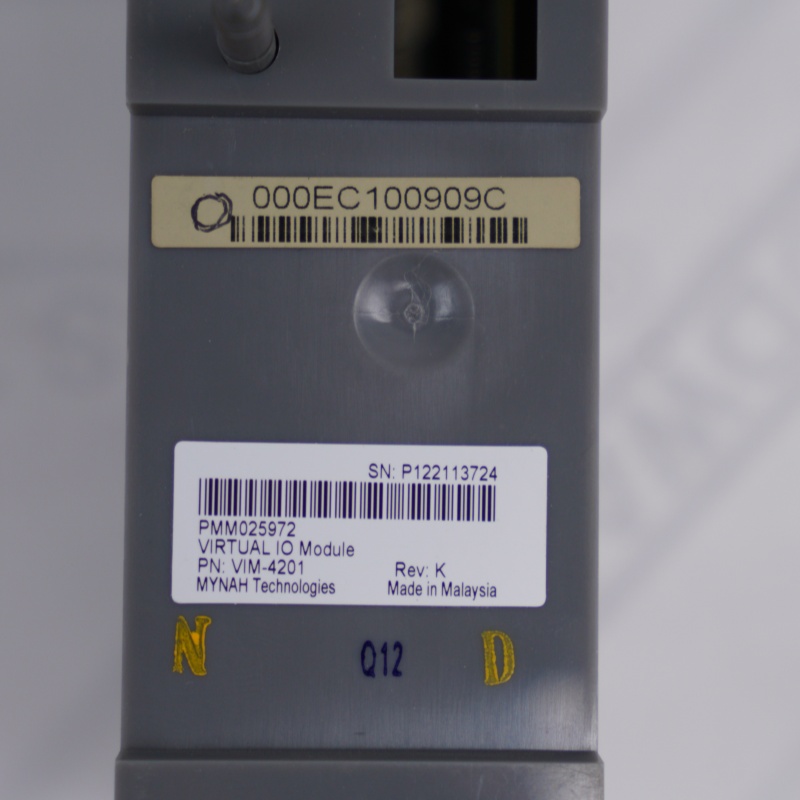 000EC100909C
SN: P122113724
PMM025972
VIRTUAL IO Module
PN: VIM-4201 Rev: K
MYNAH Technologies Made in Malaysia
N Q12 D